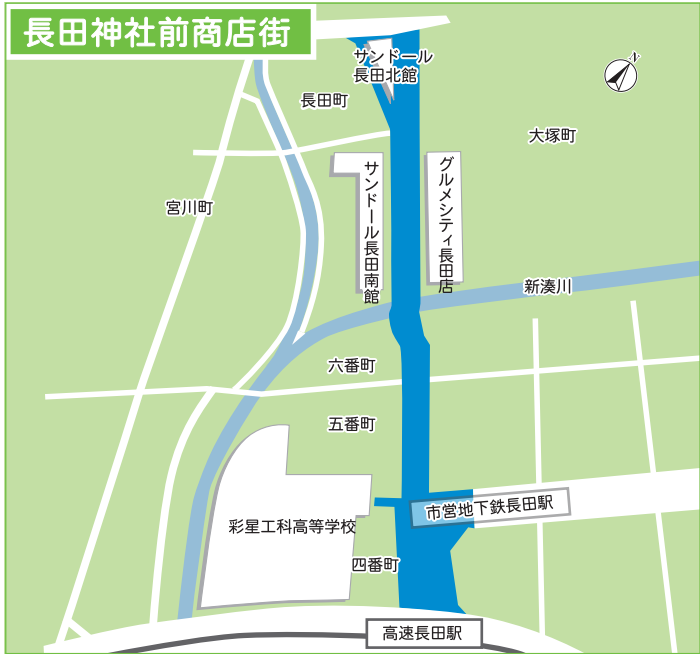 長田神社前商店街
サンドール
長田北館
N
長田町
大塚町
サンドール長田南館
グルメシティ長田店
宮川町
新湊川
六番町
五番町
市営地下鉄長田駅
彩星工科高等学校
四番町
高速長田駅